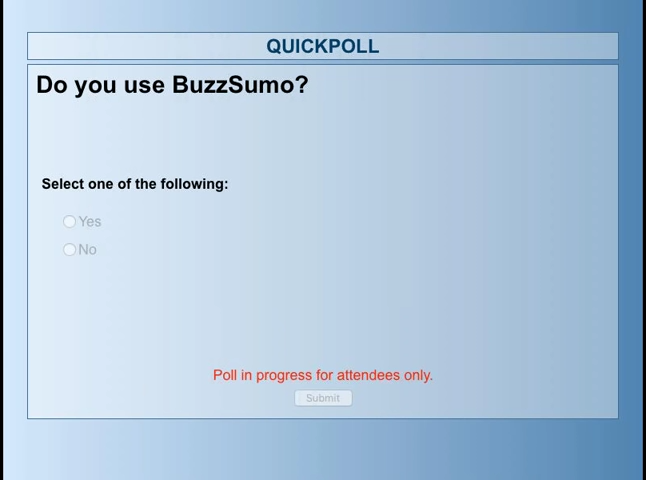 QUICKPOLL
Do you use BuzzSumo?
Select one of the following:
Yes
No
Poll in progress for attendees only.
Submit